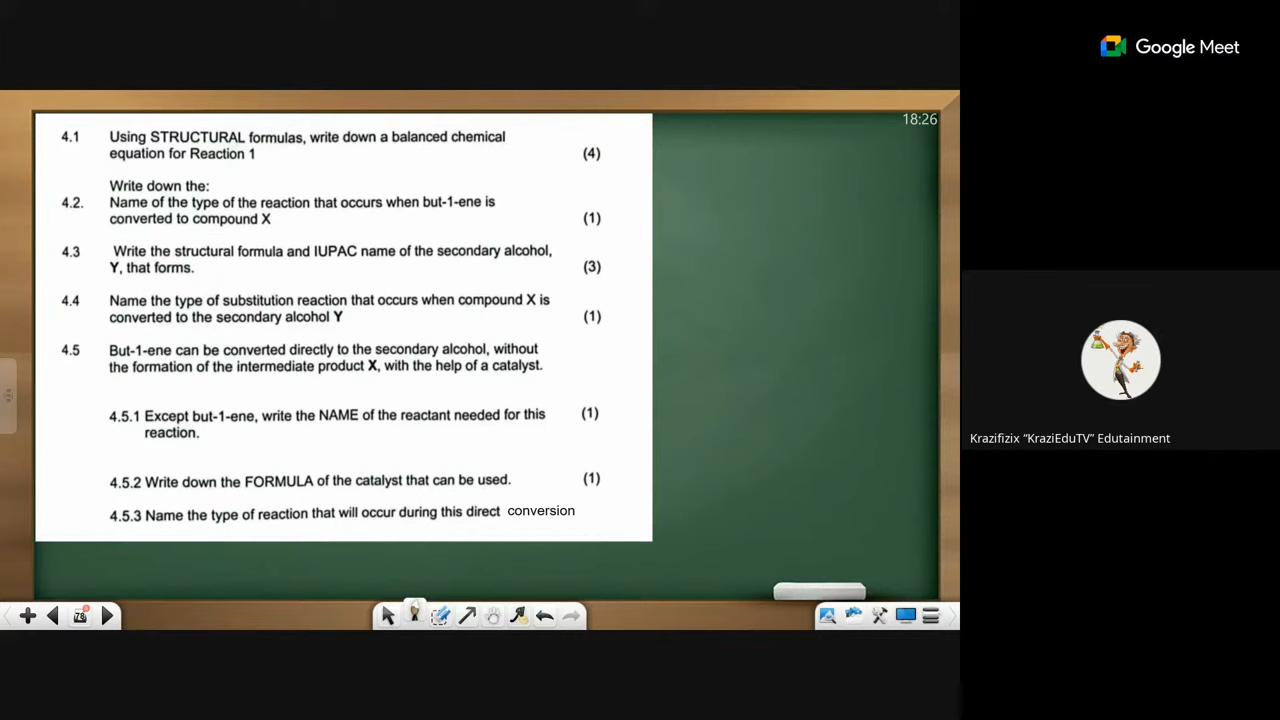 Google Meet
18:26
4.1 Using STRUCTURAL formulas, write down a balanced chemical
equation for Reaction 1 (4)
Write down the:
4.2. Name of the type of the reaction that occurs when but-1-ene is
converted to compound X (1)
4.3 Write the structural formula and IUPAC name of the secondary alcohol,
Y, that forms. (3)
4.4 Name the type of substitution reaction that occurs when compound X is
converted to the secondary alcohol Y (1)
4.5 But-1-ene can be converted directly to the secondary alcohol, without
the formation of the intermediate product X, with the help of a catalyst.
4.5.1 Except but-1-ene, write the NAME of the reactant needed for this (1)
reaction.
4.5.2 Write down the FORMULA of the catalyst that can be used. (1)
4.5.3 Name the type of reaction that will occur during this direct conversion
Krazifizix “KraziEduTV” Edutainment